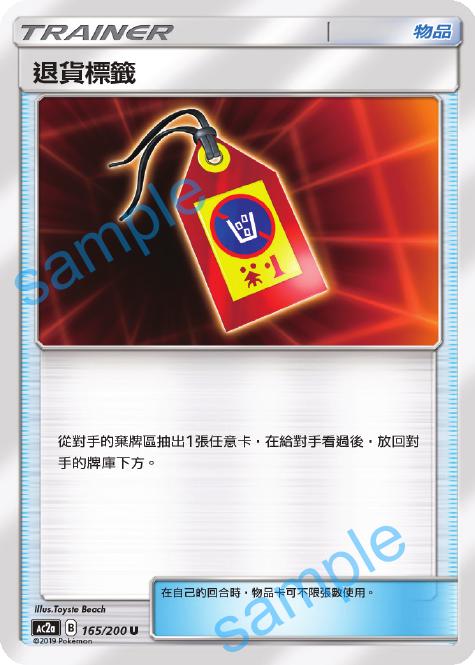 TRAINER
物品
退貨標籤
sample
從對手的棄牌區抽出1張任意卡，在給對手看過後，放回對
手的牌庫下方。
sample
在自己的回合時，物品卡可不限張數使用。
Illus.Toyste Beach
AC2a B 165/200 U
©2019 Pokémon